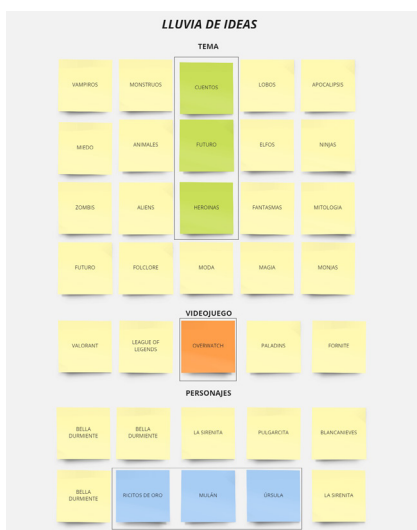 LLUVIA DE IDEAS
TEMA
VAMPIROS
MONSTRUOS
CUENTOS
LOBOS
APOCALIPSIS
MIEDO
ANIMALES
FUTURO
ELFOS
NINJAS
ZOMBIS
ALIENS
HEROINAS
FANTASMAS
MITOLOGIA
FUTURO
FOLCLORE
MODA
MAGIA
MONJAS
VIDEOJUEGO
VALORANT
LEAGUE OF
LEGENDS
OVERWATCH
PALADINS
FORNITE
PERSONAJES
BELLA
DURMIENTE
BELLA
DURMIENTE
LA SIRENITA
PULGARCITA
BLANCANIEVES
BELLA
DURMIENTE
RICITOS DE ORO
MULÁN
ÚRSULA
LA SIRENITA